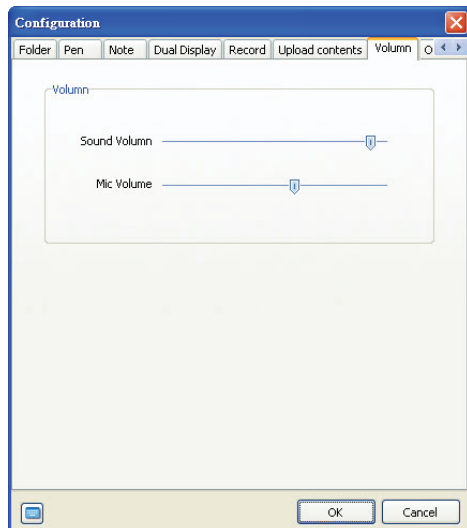 Configuration
Folder Pen Note Dual Display Record Upload contents Volumn O
Volumn
Sound Volumn
Mic Volume
OK Cancel